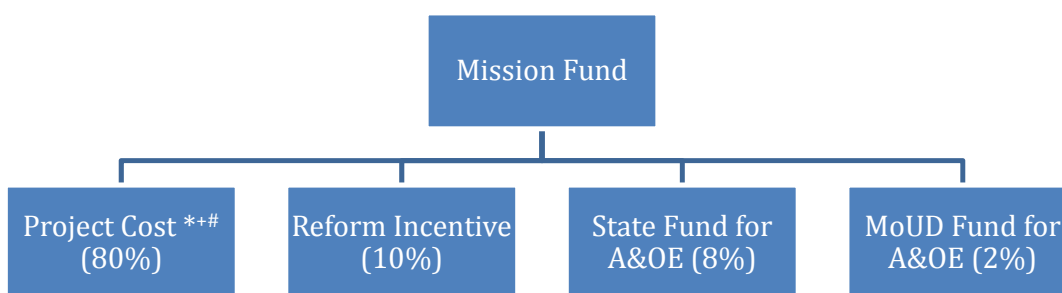 Mission Fund
Project Cost *+#
(80%)
Reform Incentive
(10%)
State Fund for
A&OE (8%)
MoUD Fund for
A&OE (2%)